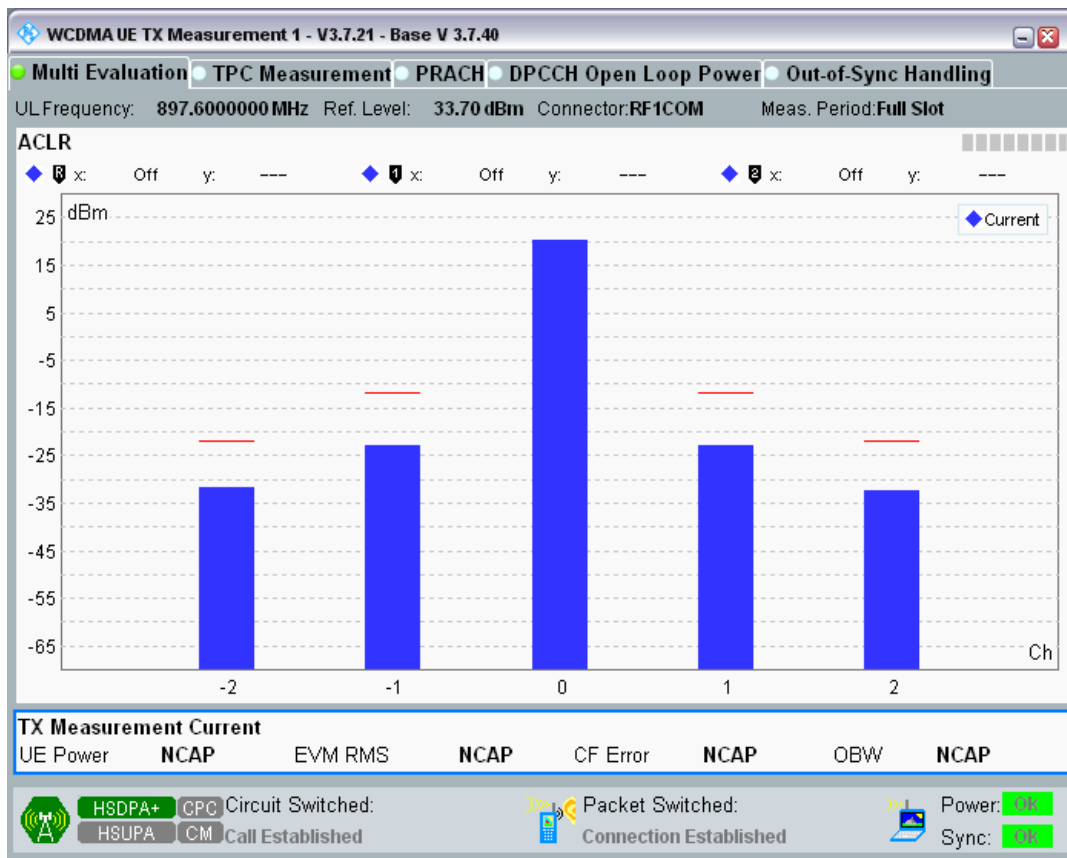 WCDMA UE TX Measurement 1 - V3.7.21 - Base V 3.7.40
Multi Evaluation TPC Measurement PRACH DPCCH Open Loop Power Out-of-Sync Handling
UL Frequency: 897.6000000 MHz Ref. Level: 33.70 dBm Connector:RF1COM Meas. Period:Full Slot
ACLR
R x: Off y: --- 1 x: Off y: --- 2 x: Off y: ---
dBm
Current
25
15
5
-5
-15
-25
-35
-45
-55
-65
Ch
-2 -1 0 1 2
TX Measurement Current
UE Power NCAP EVM RMS NCAP CF Error NCAP OBW NCAP
HSDPA+ CPC Circuit Switched: Packet Switched: Power: Ok
HSUPA CM Call Established Connection Established Sync: Ok